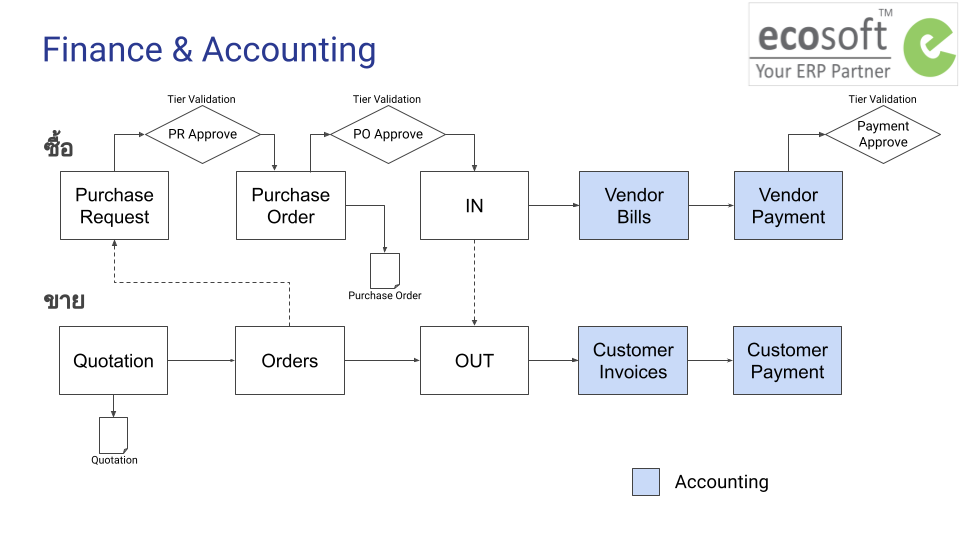 Finance & Accounting
ecosoft™
Your ERP Partner
Tier Validation
Tier Validation
Tier Validation
PR Approve
PO Approve
Payment
Approve
ซื้อ
Purchase
Request
Purchase
Order
IN
Vendor
Bills
Vendor
Payment
Purchase Order
ขาย
Quotation
Orders
OUT
Customer
Invoices
Customer
Payment
Quotation
Accounting